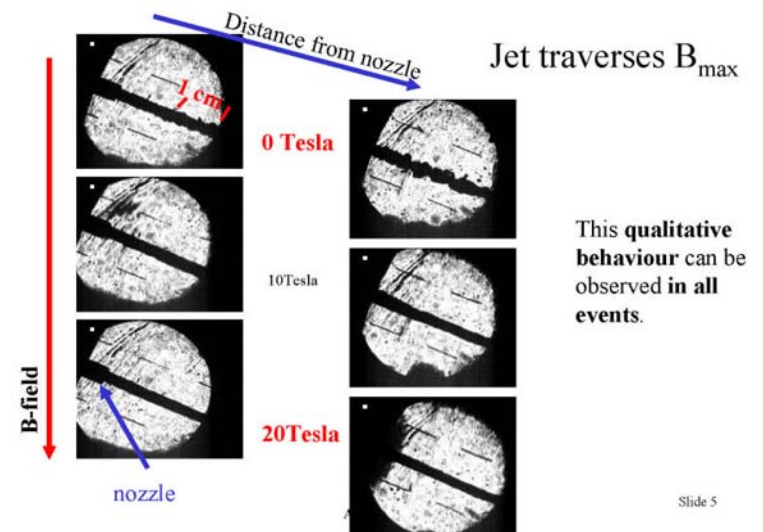 Distance from nozzle
Jet traverses Bmax
1 cm
0 Tesla
This qualitative
behaviour can be
observed in all
events.
10Tesla
B-field
20Tesla
nozzle
Slide 5